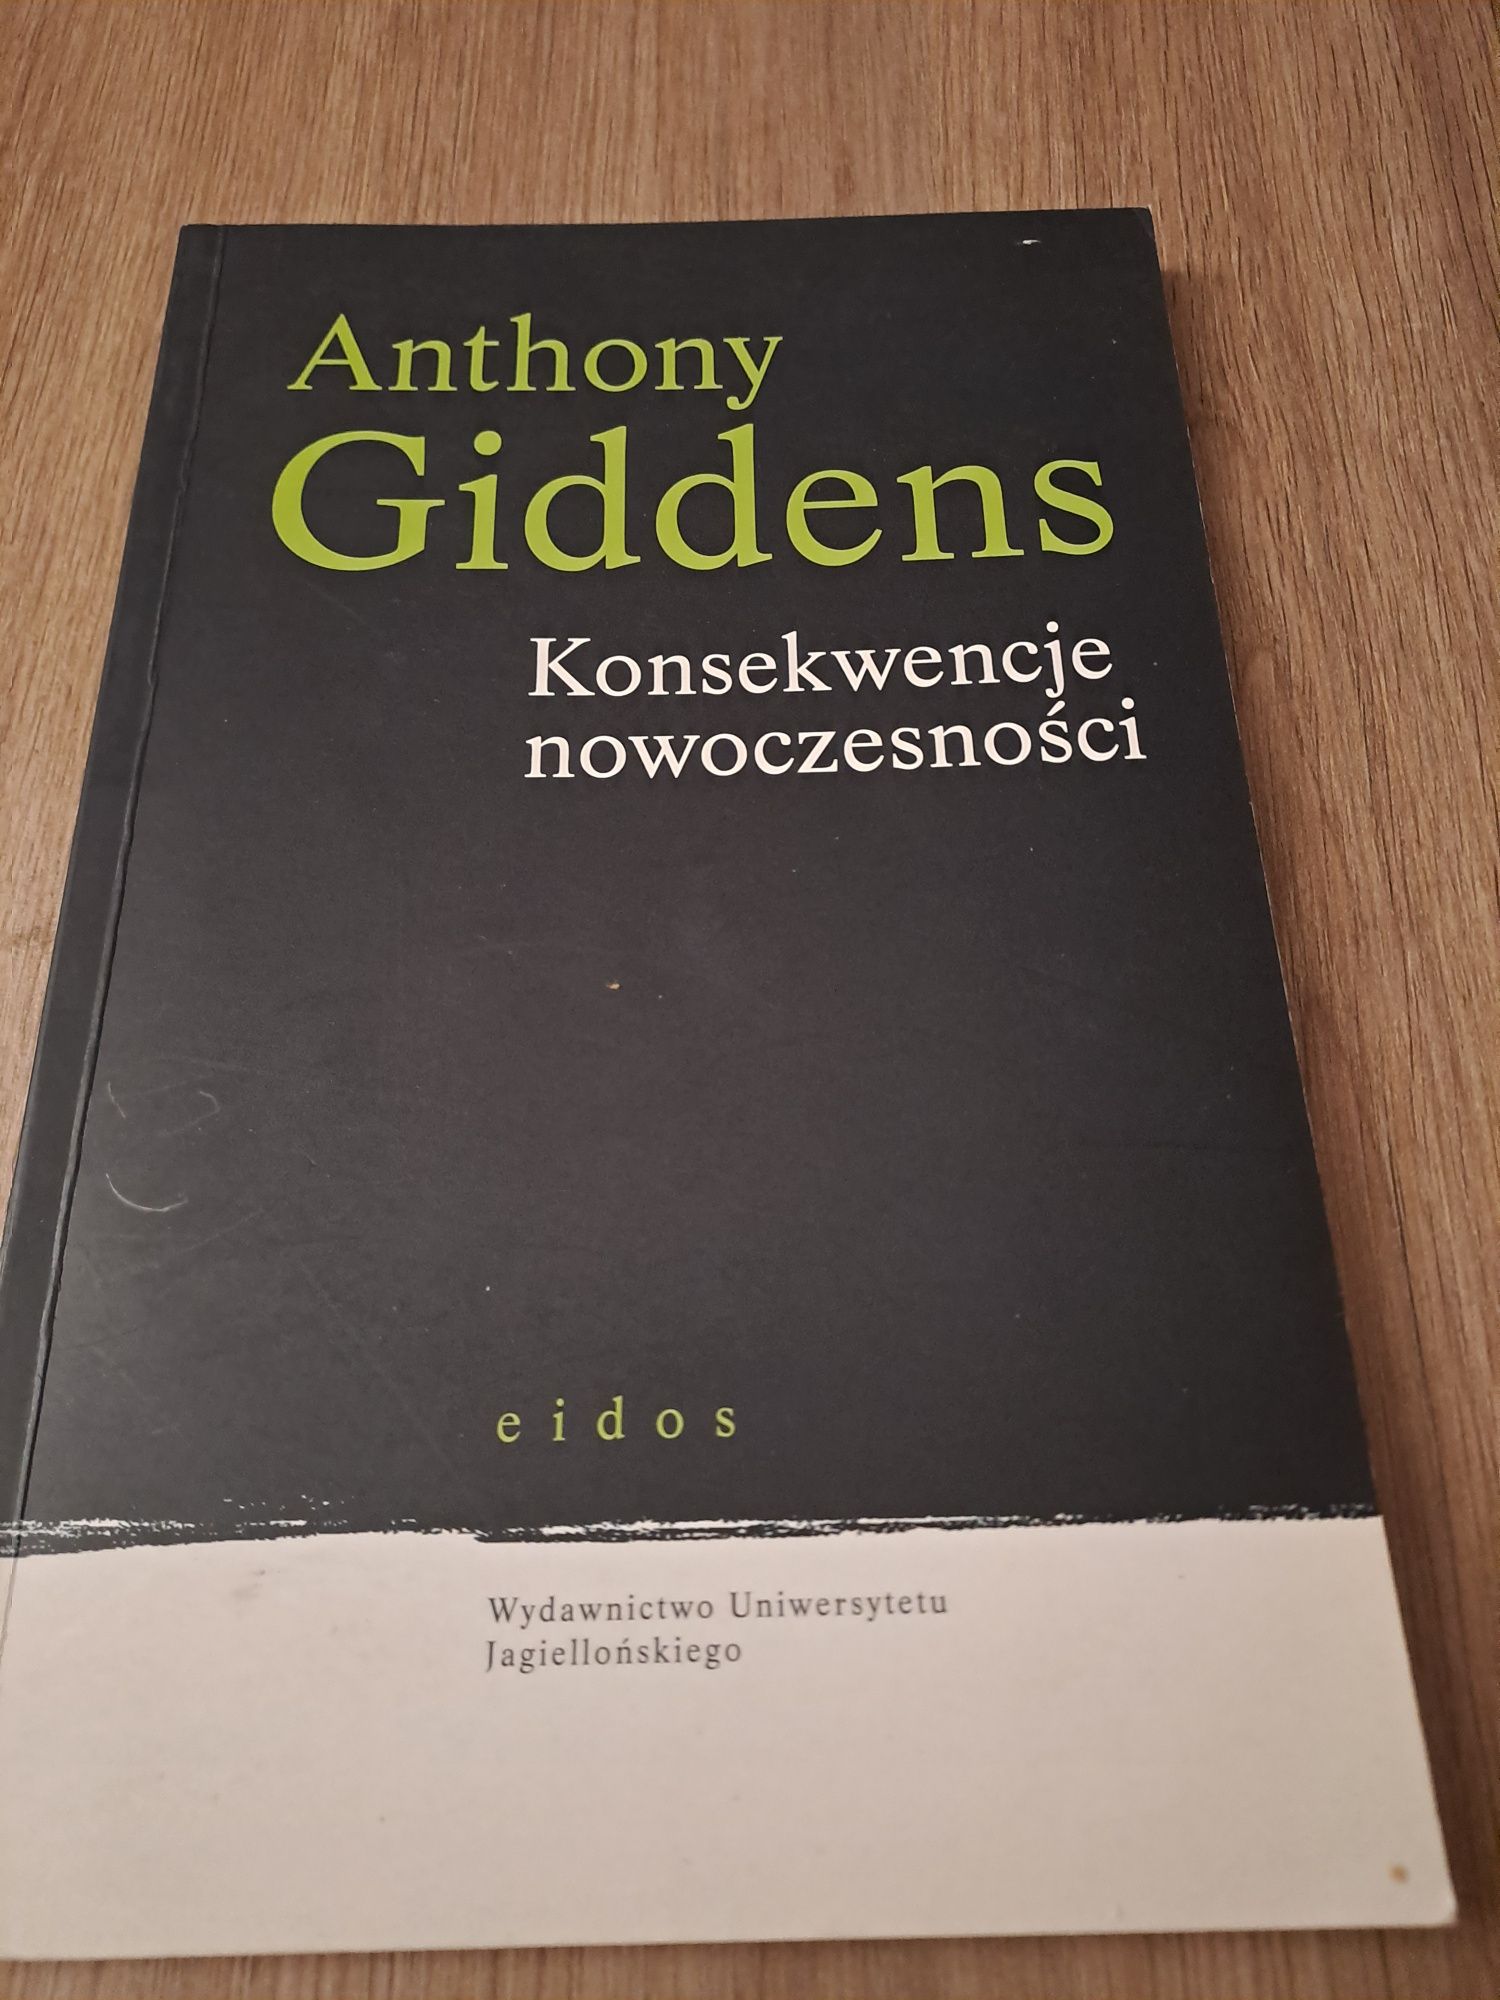 Anthony
Giddens
Konsekwencje
nowoczesności
eidos
Wydawnictwo Uniwersytetu
Jagiellońskiego